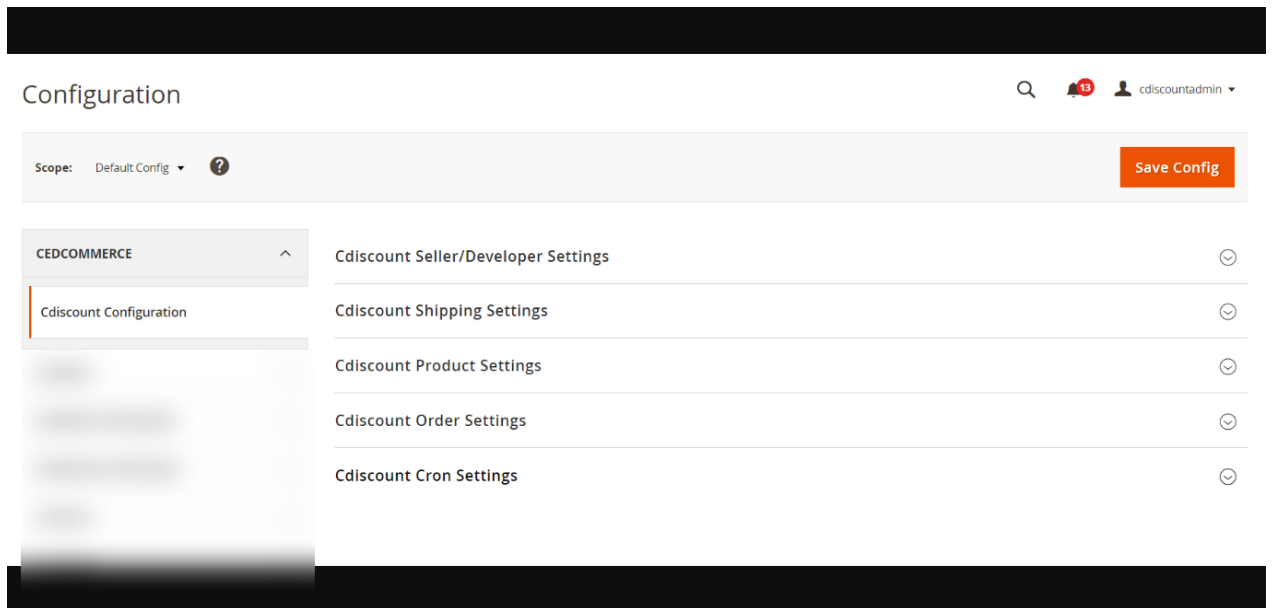 Configuration
13
cdiscountadmin
Scope: Default Config ?
Save Config
CEDCOMMERCE
Cdiscount Configuration
Cdiscount Seller/Developer Settings
Cdiscount Shipping Settings
Cdiscount Product Settings
Cdiscount Order Settings
Cdiscount Cron Settings